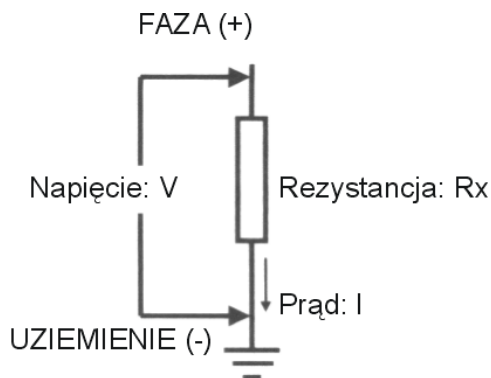 FAZA (+)
Napięcie: V
Rezystancja: Rx
Prąd: I
UZIEMIENIE (-)